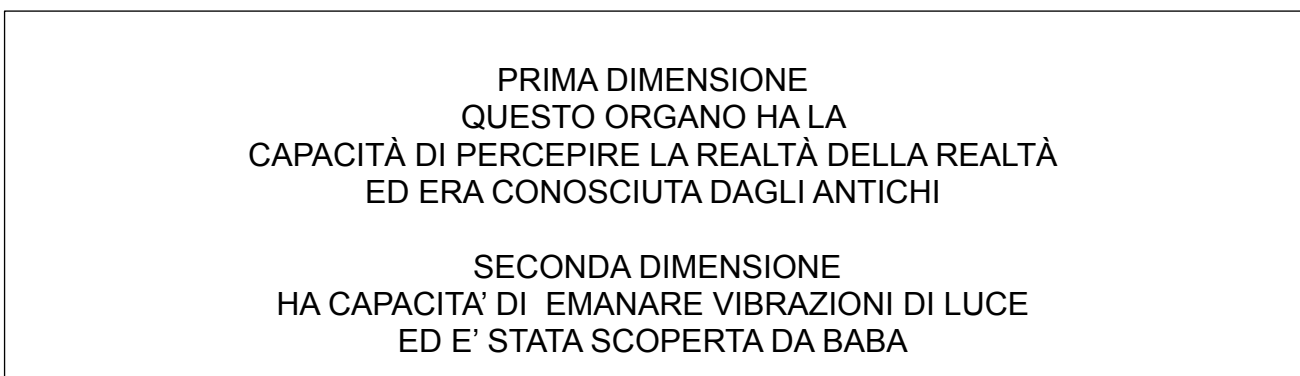 PRIMA DIMENSIONE
QUESTO ORGANO HA LA
CAPACITÀ DI PERCEPIRE LA REALTÀ DELLA REALTÀ
ED ERA CONOSCIUTA DAGLI ANTICHI
SECONDA DIMENSIONE
HA CAPACITA’ DI  EMANARE VIBRAZIONI DI LUCE
ED E’ STATA SCOPERTA DA BABA